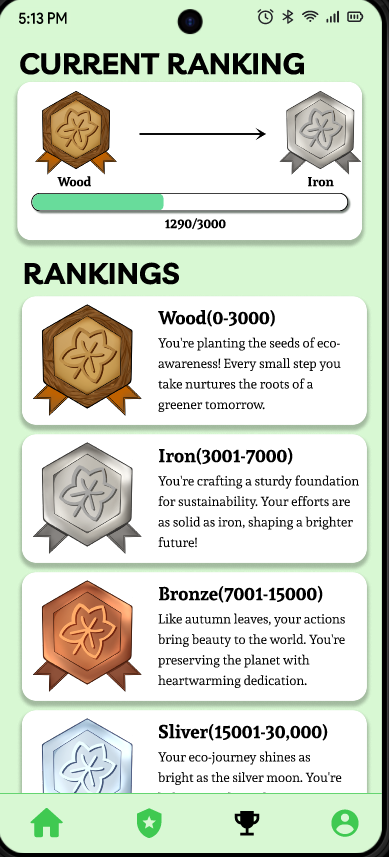 5:13 PM
CURRENT RANKING
Wood
Iron
1290/3000
RANKINGS
Wood(0-3000)
You're planting the seeds of eco-
awareness! Every small step you
take nurtures the roots of a
greener tomorrow.
Iron(3001-7000)
You're crafting a sturdy foundation
for sustainability. Your efforts are
as solid as iron, shaping a brighter
future!
Bronze(7001-15000)
Like autumn leaves, your actions
bring beauty to the world. You're
preserving the planet with
heartwarming dedication.
Sliver(15001-30,000)
Your eco-journey shines as
bright as the silver moon. You're